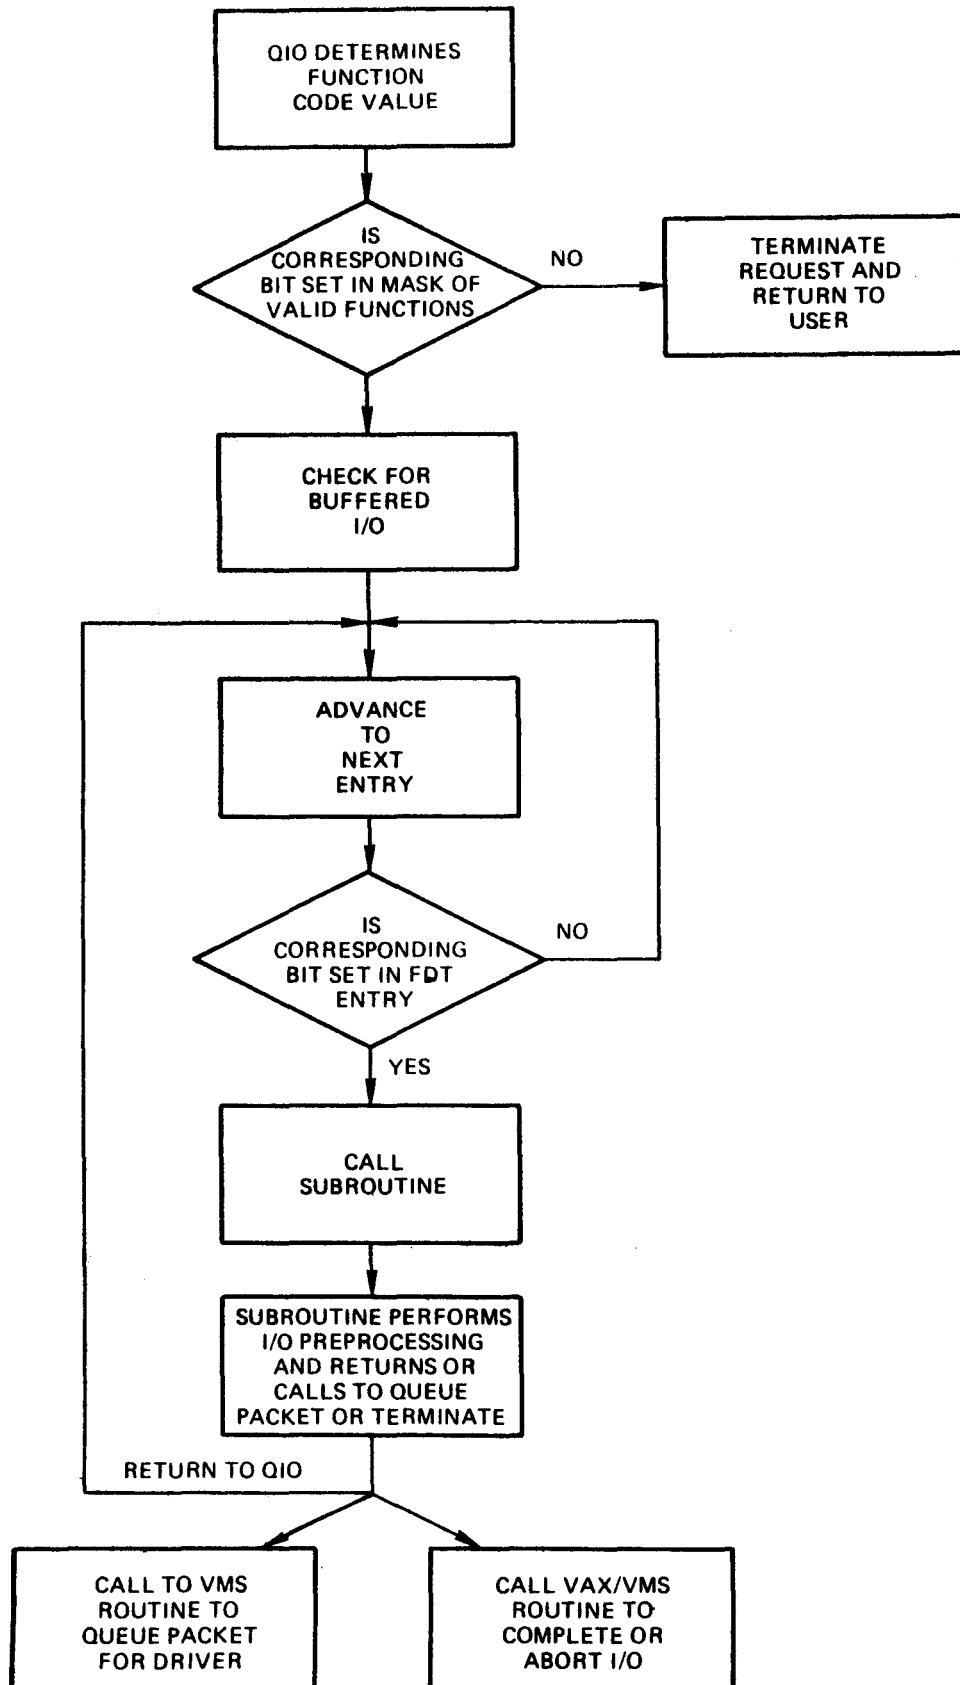 QIO DETERMINES
FUNCTION
CODE VALUE
IS
CORRESPONDING
BIT SET IN MASK OF
VALID FUNCTIONS
NO
TERMINATE
REQUEST AND
RETURN TO
USER
CHECK FOR
BUFFERED
I/O
ADVANCE
TO
NEXT
ENTRY
IS
CORRESPONDING
BIT SET IN FDT
ENTRY
NO
YES
CALL
SUBROUTINE
SUBROUTINE PERFORMS
I/O PREPROCESSING
AND RETURNS OR
CALLS TO QUEUE
PACKET OR TERMINATE
RETURN TO QIO
CALL TO VMS
ROUTINE TO
QUEUE PACKET
FOR DRIVER
CALL VAX/VMS
ROUTINE TO
COMPLETE OR
ABORT I/O